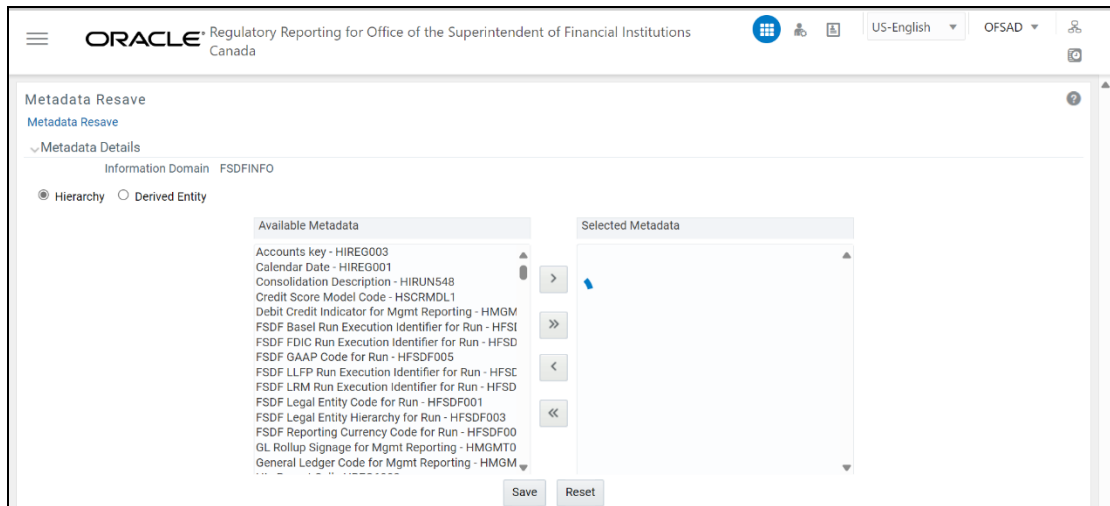 ORACLE® Regulatory Reporting for Office of the Superintendent of Financial Institutions
Canada
US-English
OFSAD
Metadata Resave
Metadata Resave
Metadata Details
Information Domain FSDFINFO
Hierarchy Derived Entity
Available Metadata
Accounts key - HIREG003
Calendar Date - HIREG001
Consolidation Description - HIRUN548
Credit Score Model Code - HSCRMDL1
Debit Credit Indicator for Mgmt Reporting - HMGM
FSDF Basel Run Execution Identifier for Run - HFSD
FSDF FDIC Run Execution Identifier for Run - HFSD
FSDF GAAP Code for Run - HFSDF005
FSDF LLFP Run Execution Identifier for Run - HFSD
FSDF LRM Run Execution Identifier for Run - HFSD
FSDF Legal Entity Code for Run - HFSDF001
FSDF Legal Entity Hierarchy for Run - HFSDF003
FSDF Reporting Currency Code for Run - HFSDF00
GL Rollup Signage for Mgmt Reporting - HMGMT0
General Ledger Code for Mgmt Reporting - HMGM
Selected Metadata
Save Reset